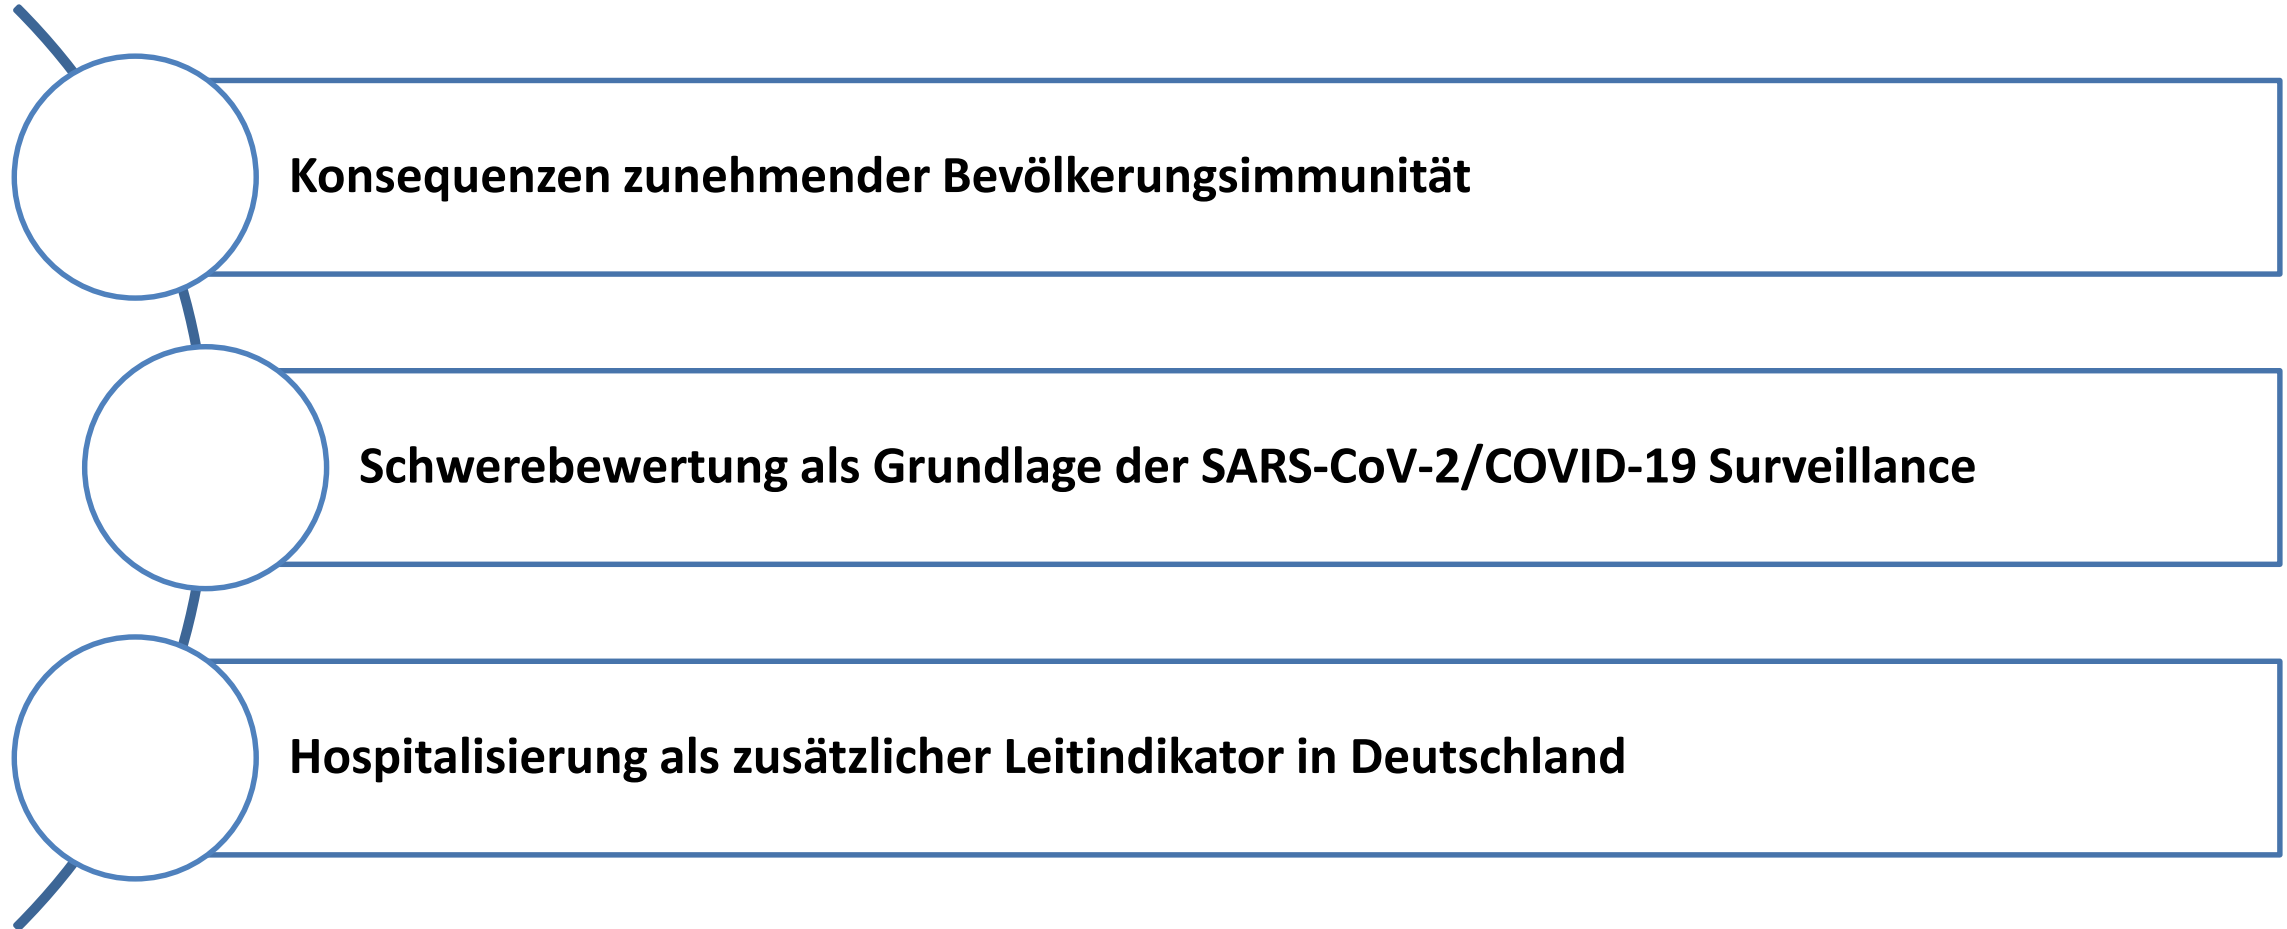 Konsequenzen zunehmender Bevölkerungsimmunität
Schwerebewertung als Grundlage der SARS-CoV-2/COVID-19 Surveillance
Hospitalisierung als zusätzlicher Leitindikator in Deutschland